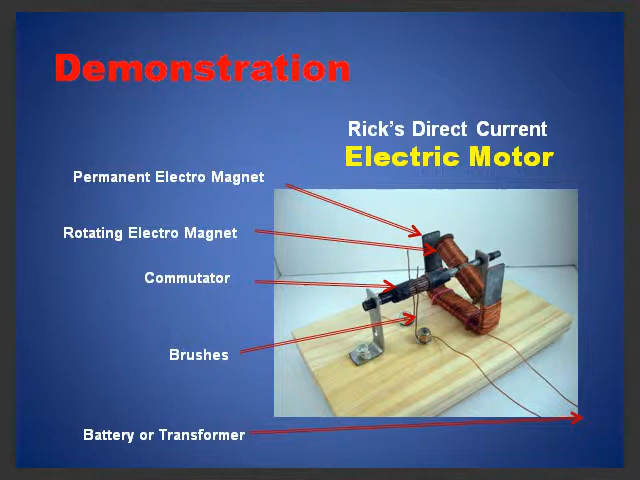 Demonstration
Rick's Direct Current
Electric Motor
Permanent Electro Magnet
Rotating Electro Magnet
Commutator
Brushes
Battery or Transformer